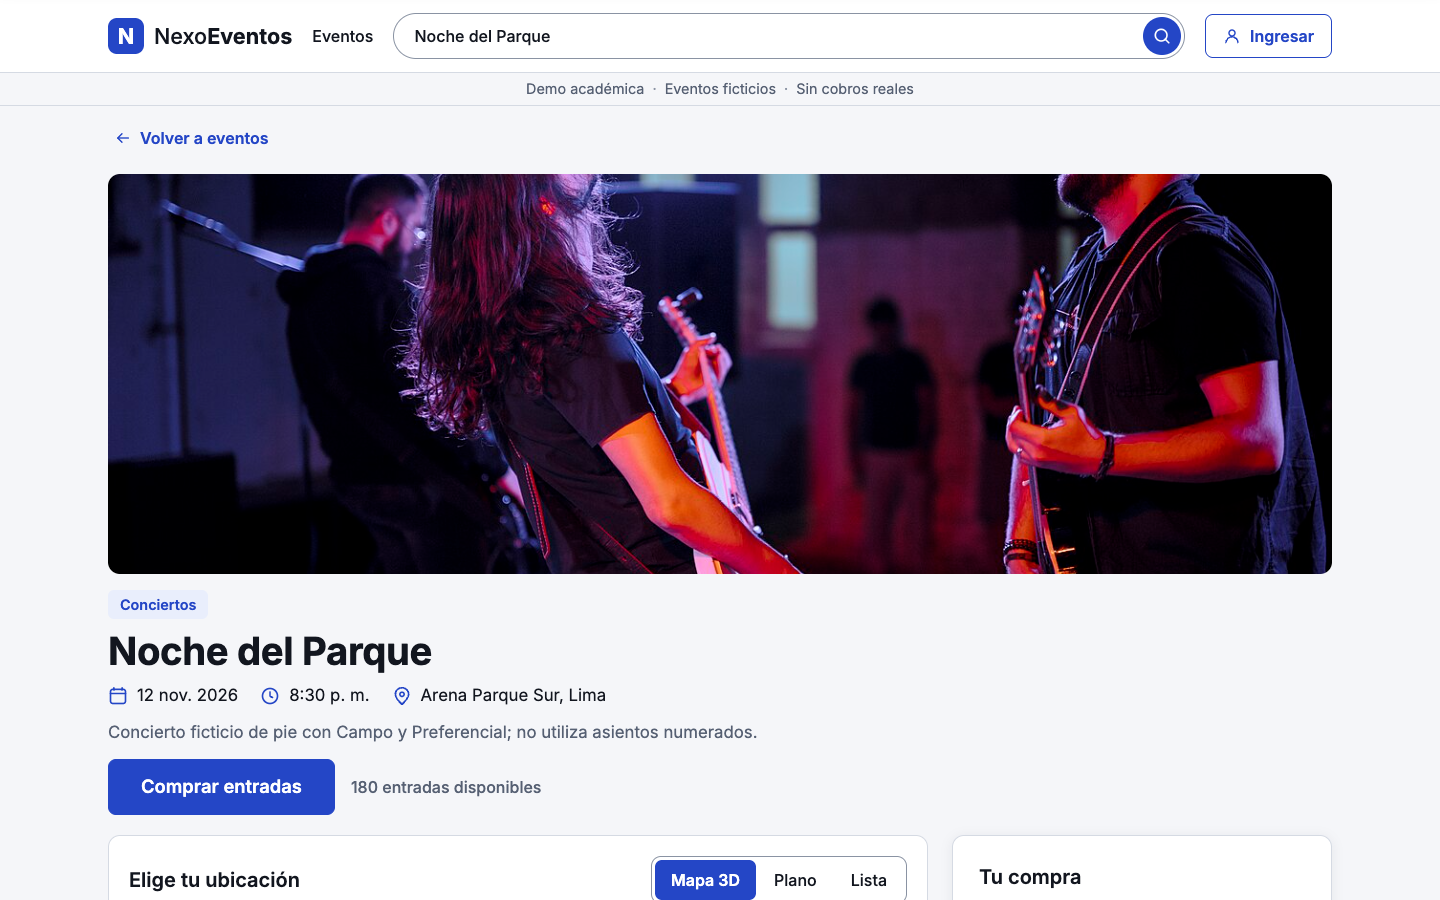 N NexoEventos Eventos Noche del Parque Ingresar
Demo académica · Eventos ficticios · Sin cobros reales
Volver a eventos
Conciertos
Noche del Parque
12 nov. 2026 8:30 p. m. Arena Parque Sur, Lima
Concierto ficticio de pie con Campo y Preferencial; no utiliza asientos numerados.
Comprar entradas 180 entradas disponibles
Elige tu ubicación Mapa 3D Plano Lista
Tu compra